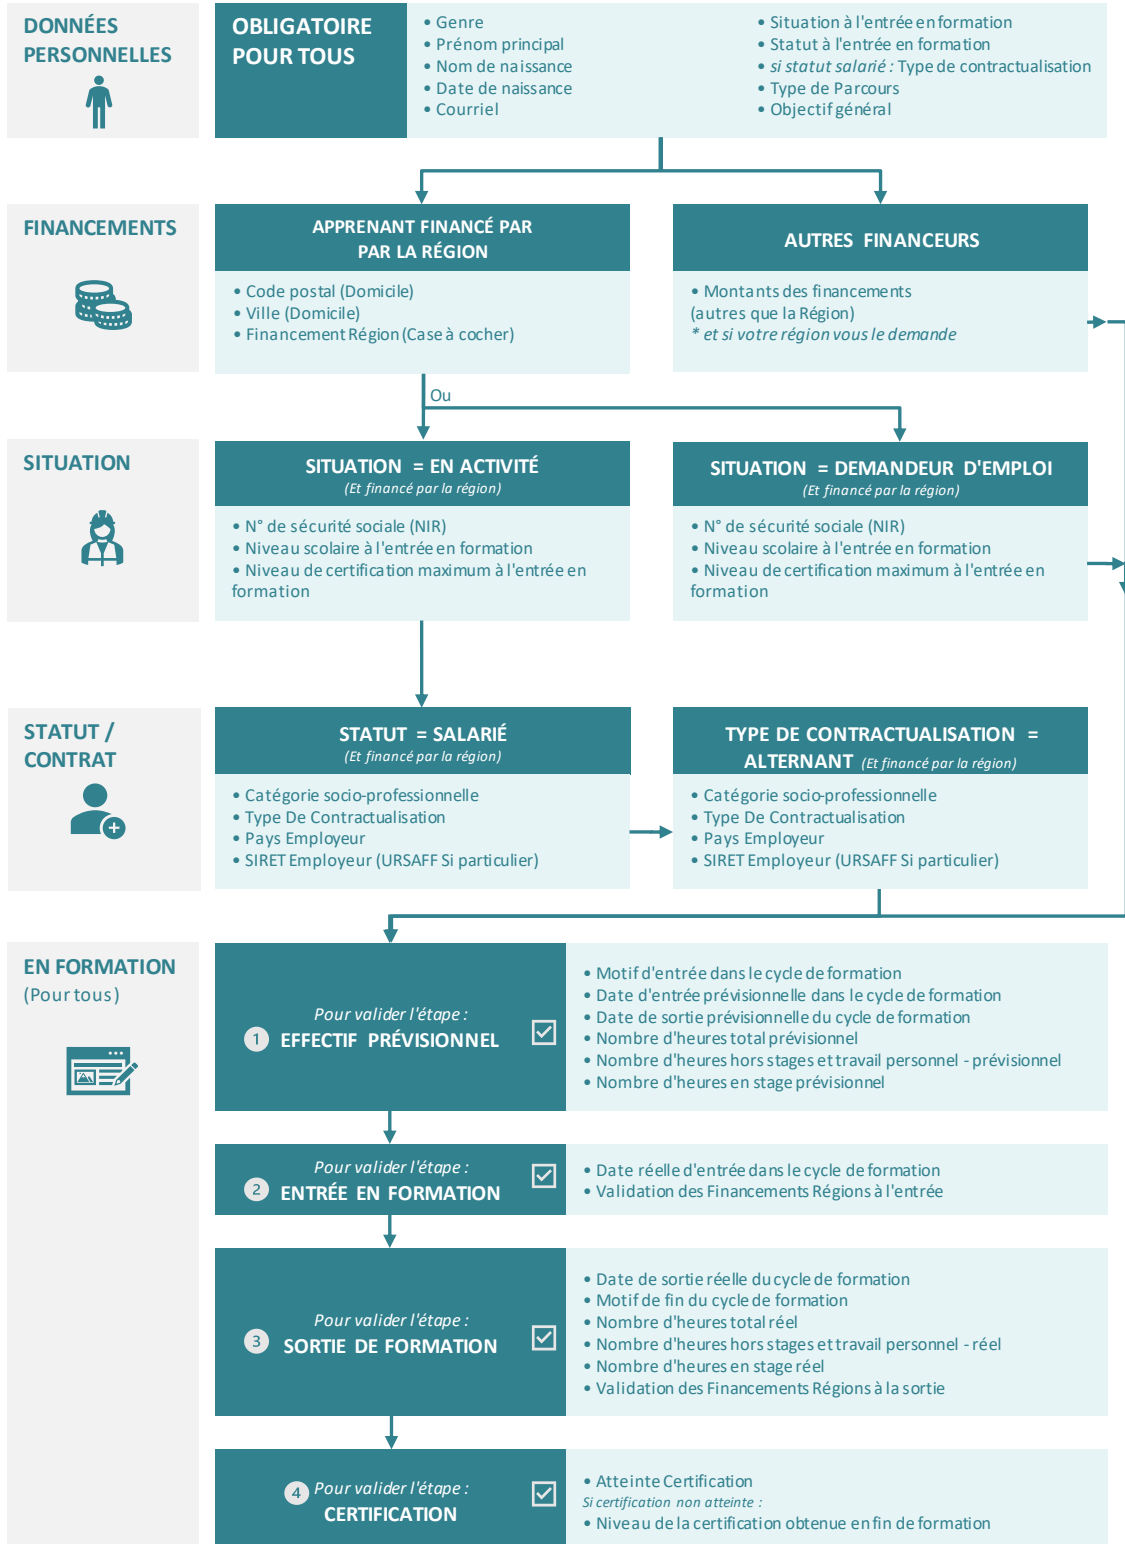 DONNÉES
PERSONNELLES
OBLIGATOIRE
POUR TOUS
• Genre
• Prénom principal
• Nom de naissance
• Date de naissance
• Courriel
• Situation à l'entrée en formation
• Statut à l'entrée en formation
• si statut salarié : Type de contractualisation
• Type de Parcours
• Objectif général
FINANCEMENTS
APPRENANT FINANCÉ PAR
PAR LA RÉGION
• Code postal (Domicile)
• Ville (Domicile)
• Financement Région (Case à cocher)
AUTRES FINANCEURS
• Montants des financements
(autres que la Région)
* et si votre région vous le demande
Ou
SITUATION
SITUATION = EN ACTIVITÉ
(Et financé par la région)
• N° de sécurité sociale (NIR)
• Niveau scolaire à l'entrée en formation
• Niveau de certification maximum à l'entrée en
formation
SITUATION = DEMANDEUR D'EMPLOI
(Et financé par la région)
• N° de sécurité sociale (NIR)
• Niveau scolaire à l'entrée en formation
• Niveau de certification maximum à l'entrée en
formation
STATUT /
CONTRAT
STATUT = SALARIÉ
(Et financé par la région)
• Catégorie socio-professionnelle
• Type De Contractualisation
• Pays Employeur
• SIRET Employeur (URSAFF Si particulier)
TYPE DE CONTRACTUALISATION =
ALTERNANT (Et financé par la région)
• Catégorie socio-professionnelle
• Type De Contractualisation
• Pays Employeur
• SIRET Employeur (URSAFF Si particulier)
EN FORMATION
(Pour tous)
Pour valider l'étape :
1 EFFECTIF PRÉVISIONNEL
• Motif d'entrée dans le cycle de formation
• Date d'entrée prévisionnelle dans le cycle de formation
• Date de sortie prévisionnelle du cycle de formation
• Nombre d'heures total prévisionnel
• Nombre d'heures hors stages et travail personnel - prévisionnel
• Nombre d'heures en stage prévisionnel
Pour valider l'étape :
2 ENTRÉE EN FORMATION
• Date réelle d'entrée dans le cycle de formation
• Validation des Financements Régions à l'entrée
Pour valider l'étape :
3 SORTIE DE FORMATION
• Date de sortie réelle du cycle de formation
• Motif de fin du cycle de formation
• Nombre d'heures total réel
• Nombre d'heures hors stages et travail personnel - réel
• Nombre d'heures en stage réel
• Validation des Financements Régions à la sortie
4 Pour valider l'étape :
CERTIFICATION
• Atteinte Certification
Si certification non atteinte :
• Niveau de la certification obtenue en fin de formation